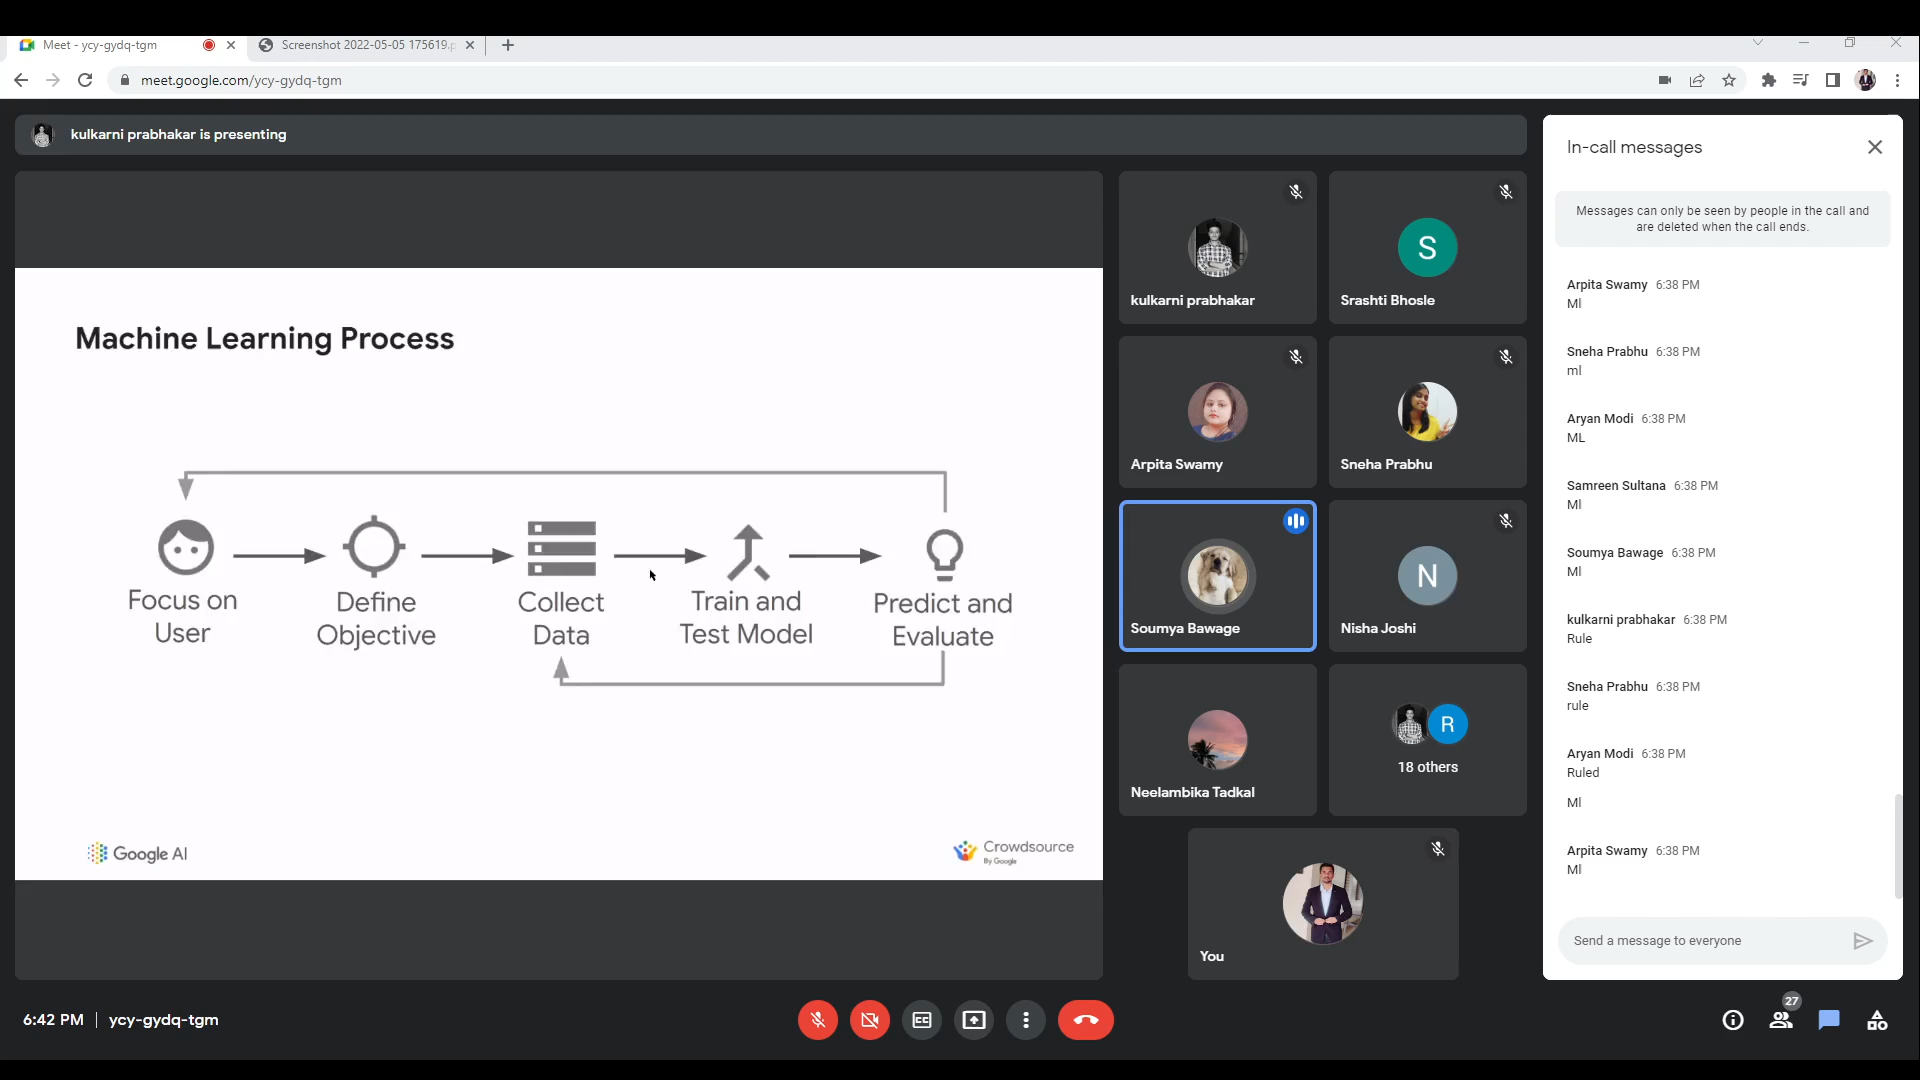 Meet - ycy-gydq-tgm
Screenshot 2022-05-05 175619.p
meet.google.com/ycy-gydq-tgm
kulkarni prabhakar is presenting
Machine Learning Process
Focus on
User
Define
Objective
Collect
Data
Train and
Test Model
Predict and
Evaluate
Google AI
Crowdsource
By Google
kulkarni prabhakar
S
Srashti Bhosle
Arpita Swamy
Sneha Prabhu
Soumya Bawage
N
Nisha Joshi
Neelambika Tadkal
R
18 others
You
In-call messages
Messages can only be seen by people in the call and
are deleted when the call ends.
Arpita Swamy 6:38 PM
Ml
Sneha Prabhu 6:38 PM
ml
Aryan Modi 6:38 PM
ML
Samreen Sultana 6:38 PM
Ml
Soumya Bawage 6:38 PM
Ml
kulkarni prabhakar 6:38 PM
Rule
Sneha Prabhu 6:38 PM
rule
Aryan Modi 6:38 PM
Ruled
Ml
Arpita Swamy 6:38 PM
Ml
Send a message to everyone
6:42 PM | ycy-gydq-tgm
CC
27